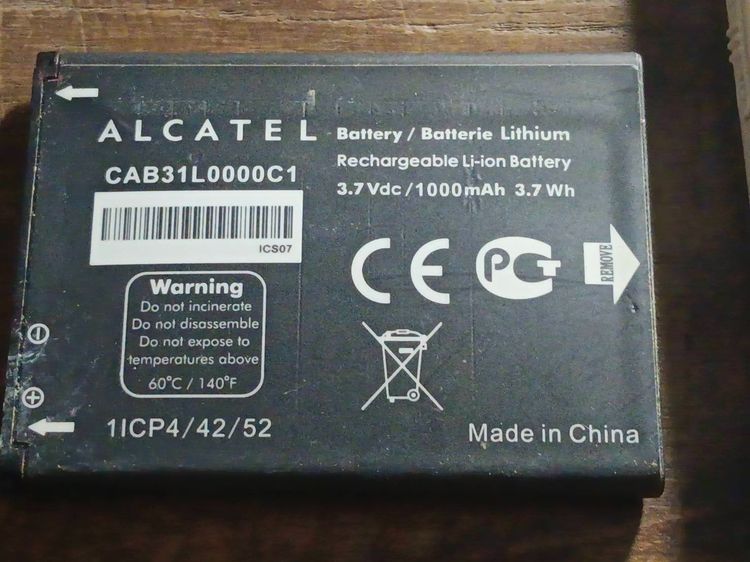 ALCATEL
Battery / Batterie Lithium
Rechargeable Li-ion Battery
3.7 Vdc / 1000mAh 3.7 Wh
CAB31L0000C1
ICS07
CE
REMOVE
Warning
Do not incinerate
Do not disassemble
Do not expose to
temperatures above
60°C / 140°F
1ICP4/42/52
Made in China